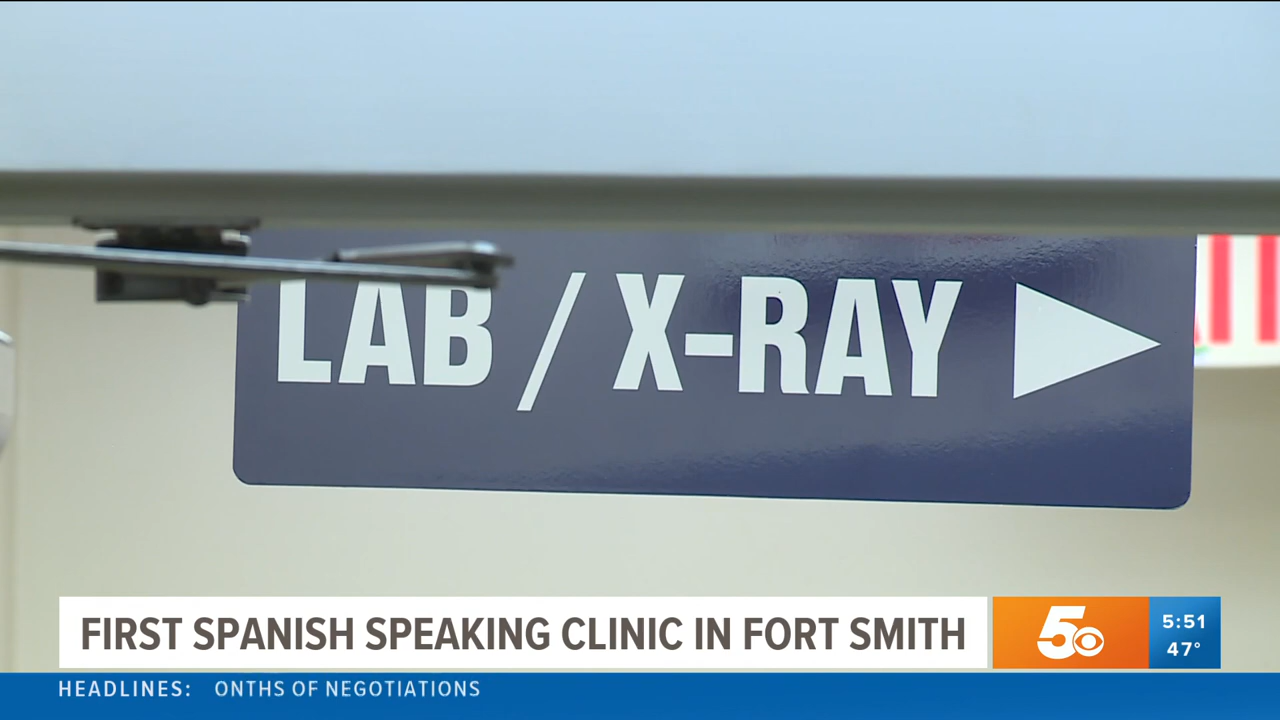 LAB / X-RAY
FIRST SPANISH SPEAKING CLINIC IN FORT SMITH
5
5:51
47°
HEADLINES: ONTHS OF NEGOTIATIONS